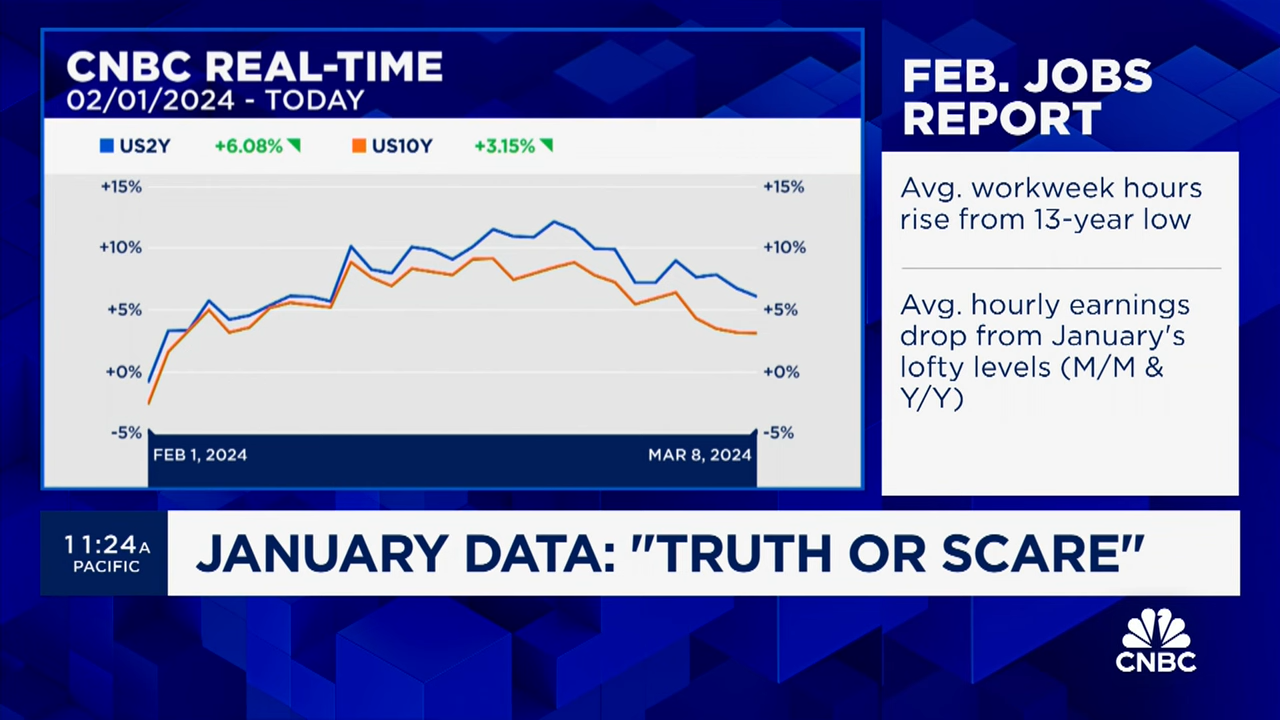 CNBC REAL-TIME
02/01/2024 - TODAY
US2Y +6.08% US10Y +3.15%
+15% +15%
+10% +10%
+5% +5%
+0% +0%
-5% -5%
FEB 1, 2024 MAR 8, 2024
FEB. JOBS
REPORT
Avg. workweek hours
rise from 13-year low
Avg. hourly earnings
drop from January's
lofty levels (M/M &
Y/Y)
11:24A
PACIFIC
JANUARY DATA: "TRUTH OR SCARE"
CNBC